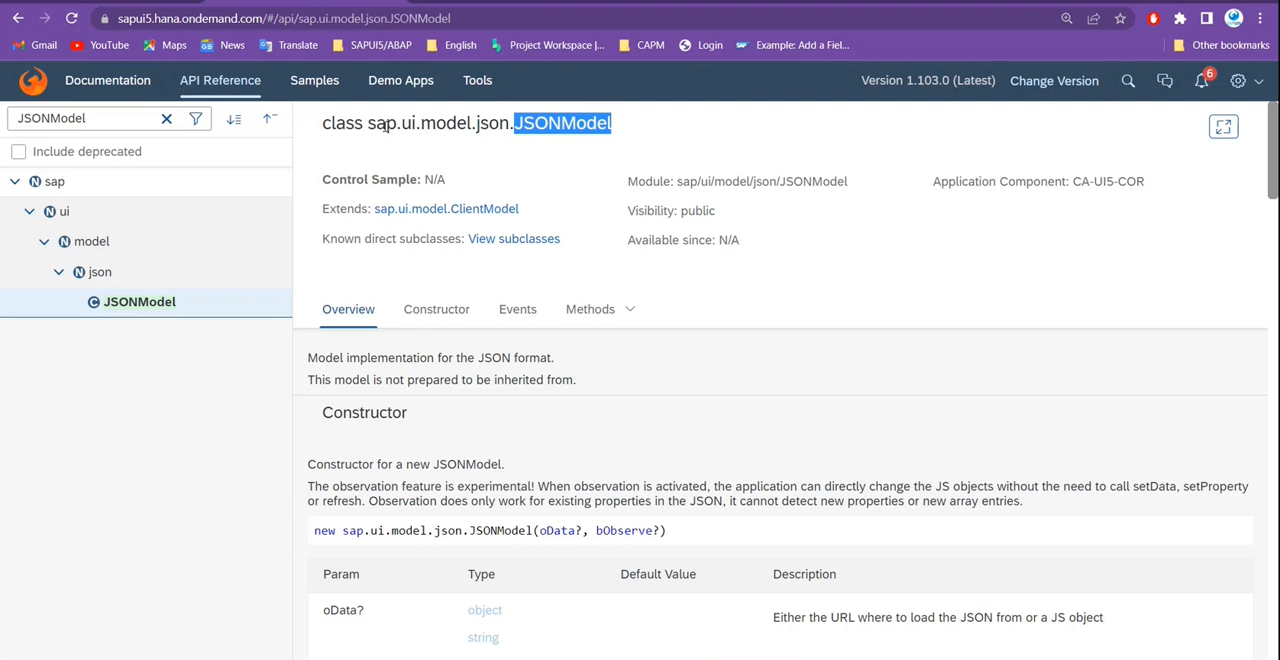 sapui5.hana.ondemand.com/#/api/sap.ui.model.json.JSONModel
Gmail YouTube Maps News Translate SAPUI5/ABAP English Project Workspace |... CAPM Login Example: Add a Fiel... Other bookmarks
Documentation API Reference Samples Demo Apps Tools Version 1.103.0 (Latest) Change Version 6
JSONModel
class sap.ui.model.json.JSONModel
Include deprecated
Control Sample: N/A Module: sap/ui/model/json/JSONModel Application Component: CA-UI5-COR
N sap
Extends: sap.ui.model.ClientModel Visibility: public
N ui
Known direct subclasses: View subclasses Available since: N/A
N model
N json
C JSONModel
Overview Constructor Events Methods
Model implementation for the JSON format.
This model is not prepared to be inherited from.
Constructor
Constructor for a new JSONModel.
The observation feature is experimental! When observation is activated, the application can directly change the JS objects without the need to call setData, setProperty
or refresh. Observation does only work for existing properties in the JSON, it cannot detect new properties or new array entries.
new sap.ui.model.json.JSONModel(oData?, bObserve?)
Param Type Default Value Description
oData? object Either the URL where to load the JSON from or a JS object
string